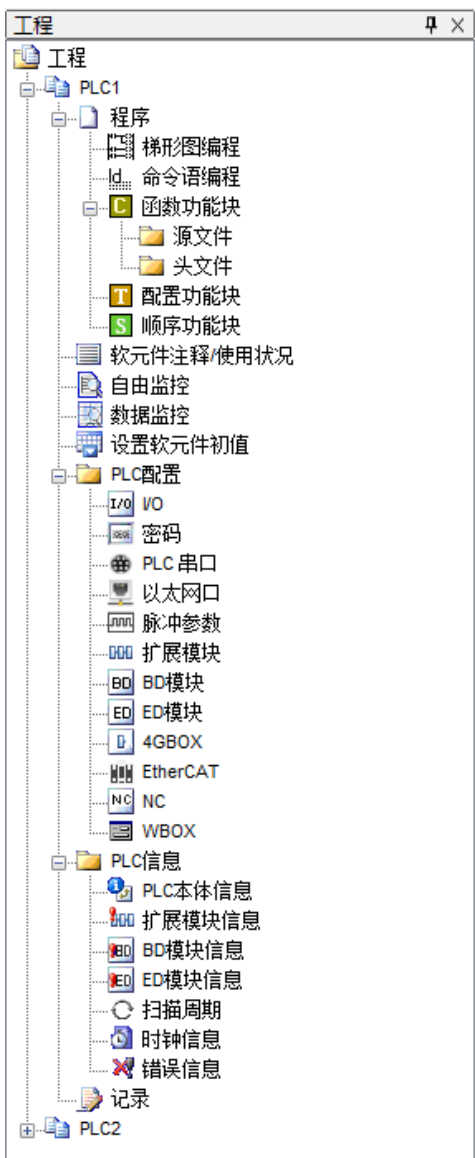 工程
工程
PLC1
程序
梯形图编程
命令语编程
函数功能块
源文件
头文件
配置功能块
顺序功能块
软元件注释/使用状况
自由监控
数据监控
设置软元件初值
PLC配置
I/O I/O
密码
PLC 串口
以太网口
脉冲参数
扩展模块
BD BD模块
ED ED模块
4GBOX
EtherCAT
NC NC
WBOX
PLC信息
PLC本体信息
扩展模块信息
BD BD模块信息
ED ED模块信息
扫描周期
时钟信息
错误信息
记录
PLC2